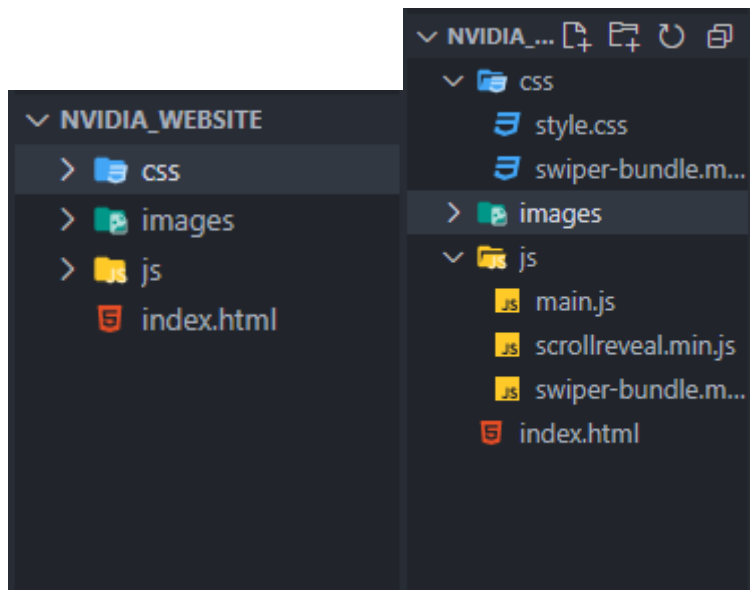 NVIDIA_WEBSITE
css
images
js
index.html
NVIDIA_...
css
style.css
swiper-bundle.m...
images
js
main.js
scrollreveal.min.js
swiper-bundle.m...
index.html